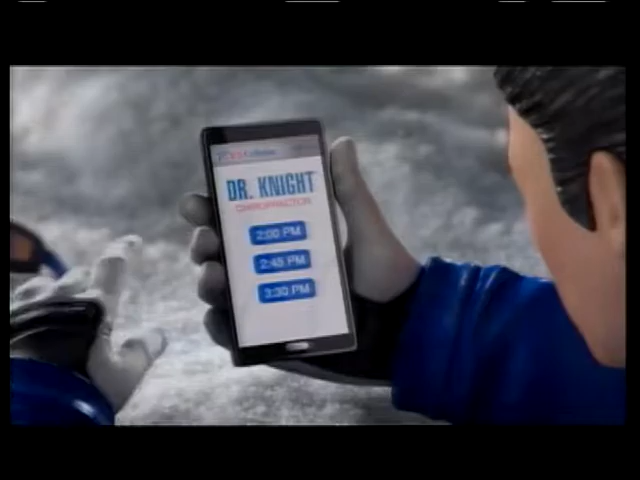 DR. KNIGHT
CHIROPRACTOR
2:00 PM
2:45 PM
3:30 PM